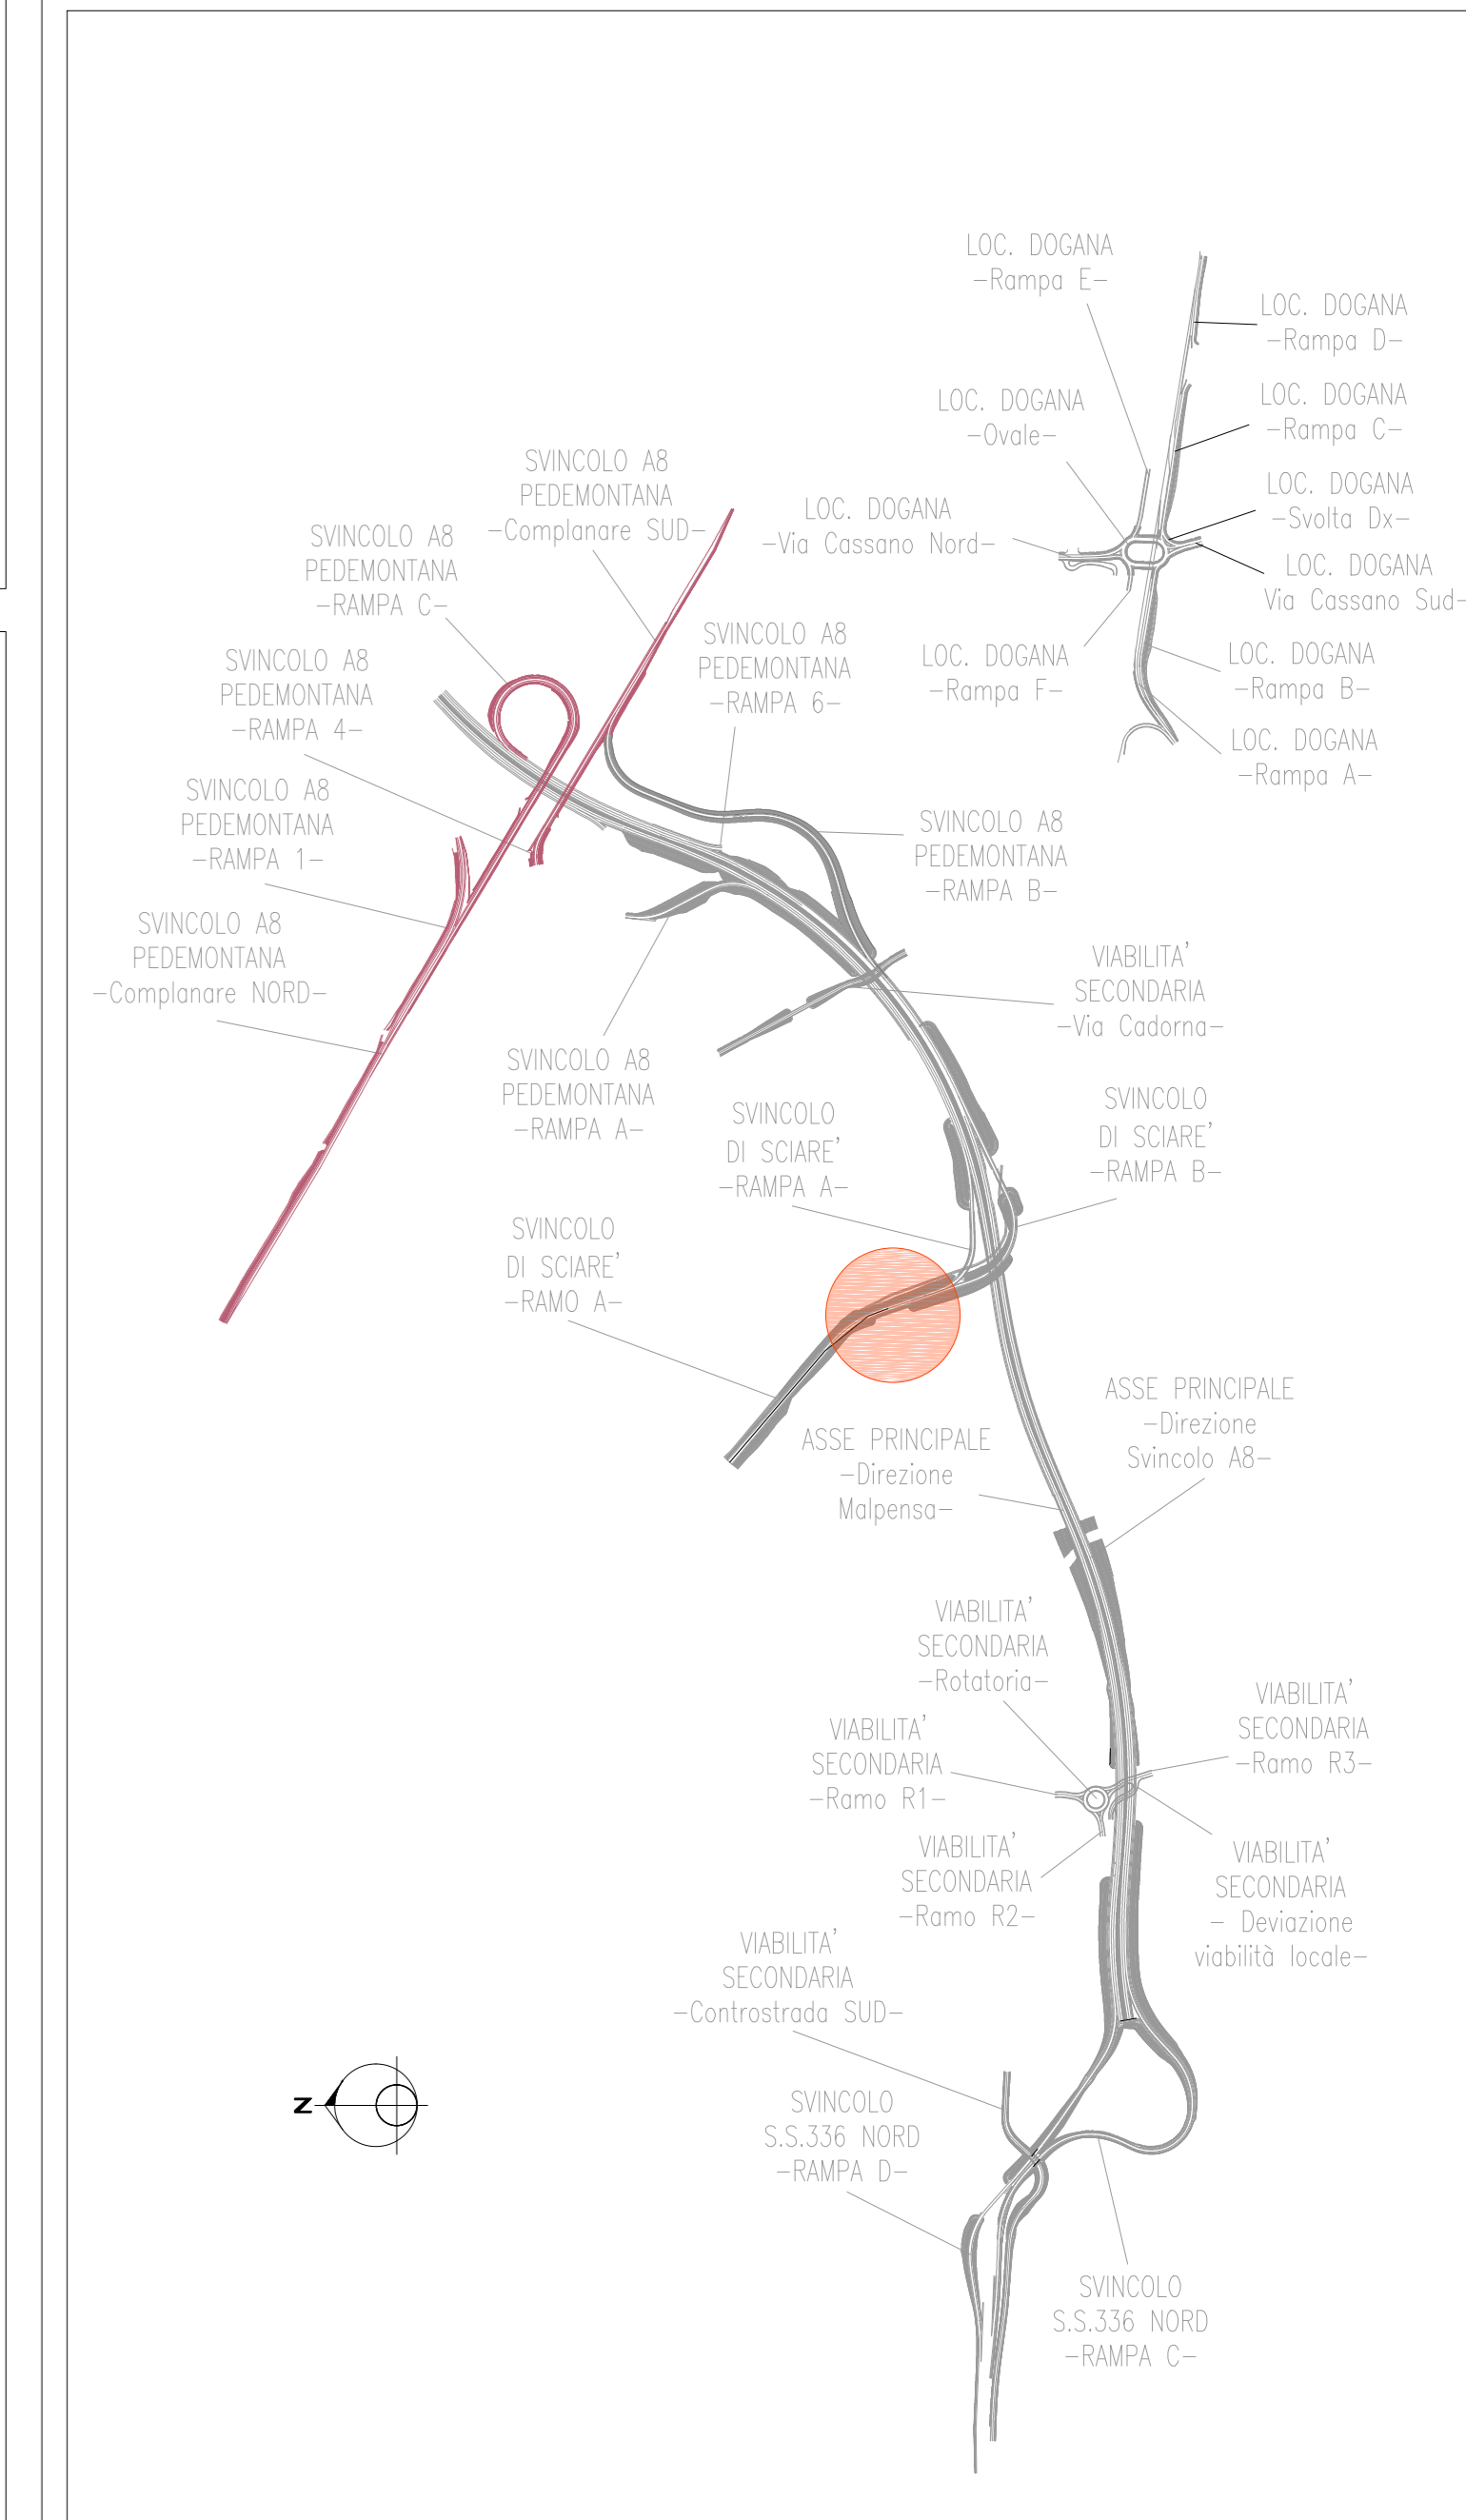 LOC. DOGANA
-Rampa E-
LOC. DOGANA
-Rampa D-
LOC. DOGANA
-Ovale-
LOC. DOGANA
-Rampa C-
SVINCOLO A8
PEDEMONTANA
-Complanare SUD-
LOC. DOGANA
-Via Cassano Nord-
LOC. DOGANA
-Svolta Dx-
SVINCOLO A8
PEDEMONTANA
-RAMPA C-
LOC. DOGANA
Via Cassano Sud-
SVINCOLO A8
PEDEMONTANA
-RAMPA 4-
SVINCOLO A8
PEDEMONTANA
-RAMPA 6-
LOC. DOGANA
-Rampa F-
LOC. DOGANA
-Rampa B-
LOC. DOGANA
-Rampa A-
SVINCOLO A8
PEDEMONTANA
-RAMPA 1-
SVINCOLO A8
PEDEMONTANA
-RAMPA B-
SVINCOLO A8
PEDEMONTANA
-Complanare NORD-
VIABILITA'
SECONDARIA
-Via Cadorna-
SVINCOLO A8
PEDEMONTANA
-RAMPA A-
SVINCOLO
DI SCIARE'
-RAMPA A-
SVINCOLO
DI SCIARE'
-RAMPA B-
SVINCOLO
DI SCIARE'
-RAMO A-
ASSE PRINCIPALE
-Direzione
Svincolo A8-
ASSE PRINCIPALE
-Direzione
Malpensa-
VIABILITA'
SECONDARIA
-Rotatoria-
VIABILITA'
SECONDARIA
-Ramo R3-
VIABILITA'
SECONDARIA
-Ramo R1-
VIABILITA'
SECONDARIA
-Ramo R2-
VIABILITA'
SECONDARIA
- Deviazione
viabilità locale-
VIABILITA'
SECONDARIA
-Controstrada SUD-
N
SVINCOLO
S.S.336 NORD
-RAMPA D-
SVINCOLO
S.S.336 NORD
-RAMPA C-